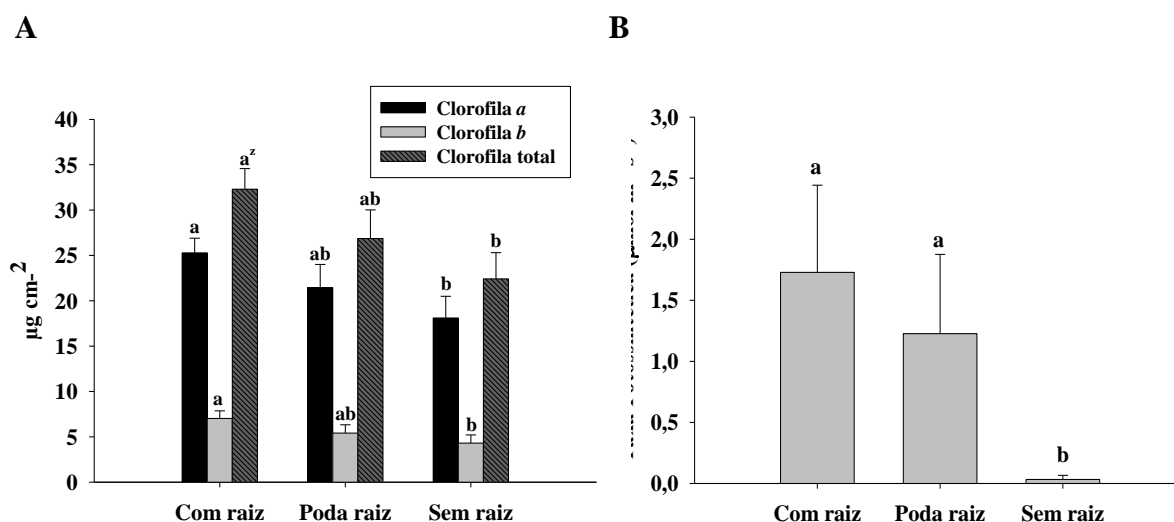 A
Clorofila a
Clorofila b
Clorofila total
µg cm-2
40
35
30
25
20
15
10
5
0
a
a
aᶻ
ab
ab
ab
b
b
b
Com raiz
Poda raiz
Sem raiz
B
3,0
2,5
2,0
1,5
1,0
0,5
0,0
a
a
b
Com raiz
Poda raiz
Sem raiz